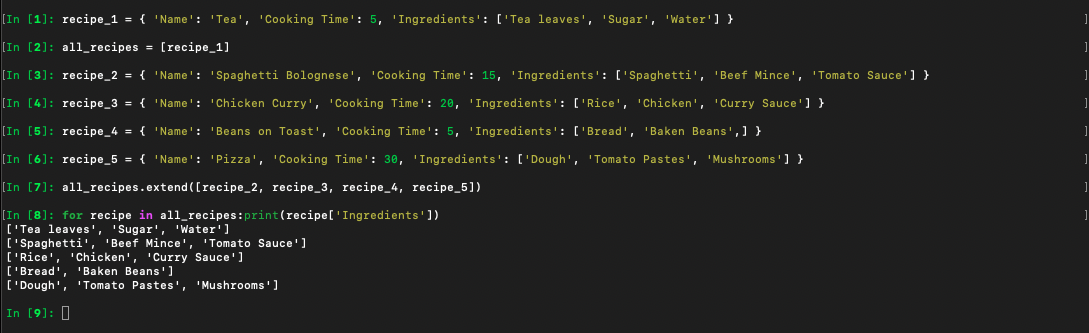 [In [1]: recipe_1 = { 'Name': 'Tea', 'Cooking Time': 5, 'Ingredients': ['Tea leaves', 'Sugar', 'Water'] } ]
[In [2]: all_recipes = [recipe_1] ]
[In [3]: recipe_2 = { 'Name': 'Spaghetti Bolognese', 'Cooking Time': 15, 'Ingredients': ['Spaghetti', 'Beef Mince', 'Tomato Sauce'] } ]
[In [4]: recipe_3 = { 'Name': 'Chicken Curry', 'Cooking Time': 20, 'Ingredients': ['Rice', 'Chicken', 'Curry Sauce'] } ]
[In [5]: recipe_4 = { 'Name': 'Beans on Toast', 'Cooking Time': 5, 'Ingredients': ['Bread', 'Baken Beans',] } ]
[In [6]: recipe_5 = { 'Name': 'Pizza', 'Cooking Time': 30, 'Ingredients': ['Dough', 'Tomato Pastes', 'Mushrooms'] } ]
[In [7]: all_recipes.extend([recipe_2, recipe_3, recipe_4, recipe_5]) ]
[In [8]: for recipe in all_recipes:print(recipe['Ingredients']) ]
['Tea leaves', 'Sugar', 'Water']
['Spaghetti', 'Beef Mince', 'Tomato Sauce']
['Rice', 'Chicken', 'Curry Sauce']
['Bread', 'Baken Beans']
['Dough', 'Tomato Pastes', 'Mushrooms']
In [9]: